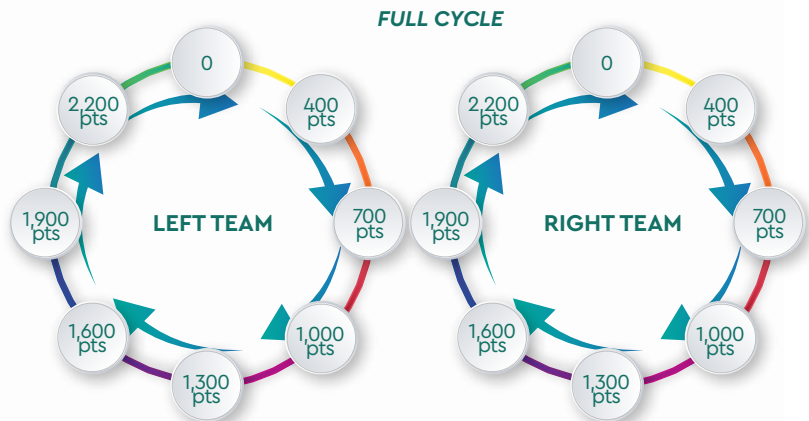 FULL CYCLE
0
400
pts
700
pts
1,000
pts
1,300
pts
1,600
pts
1,900
pts
2,200
pts
LEFT TEAM
0
400
pts
700
pts
1,000
pts
1,300
pts
1,600
pts
1,900
pts
2,200
pts
RIGHT TEAM